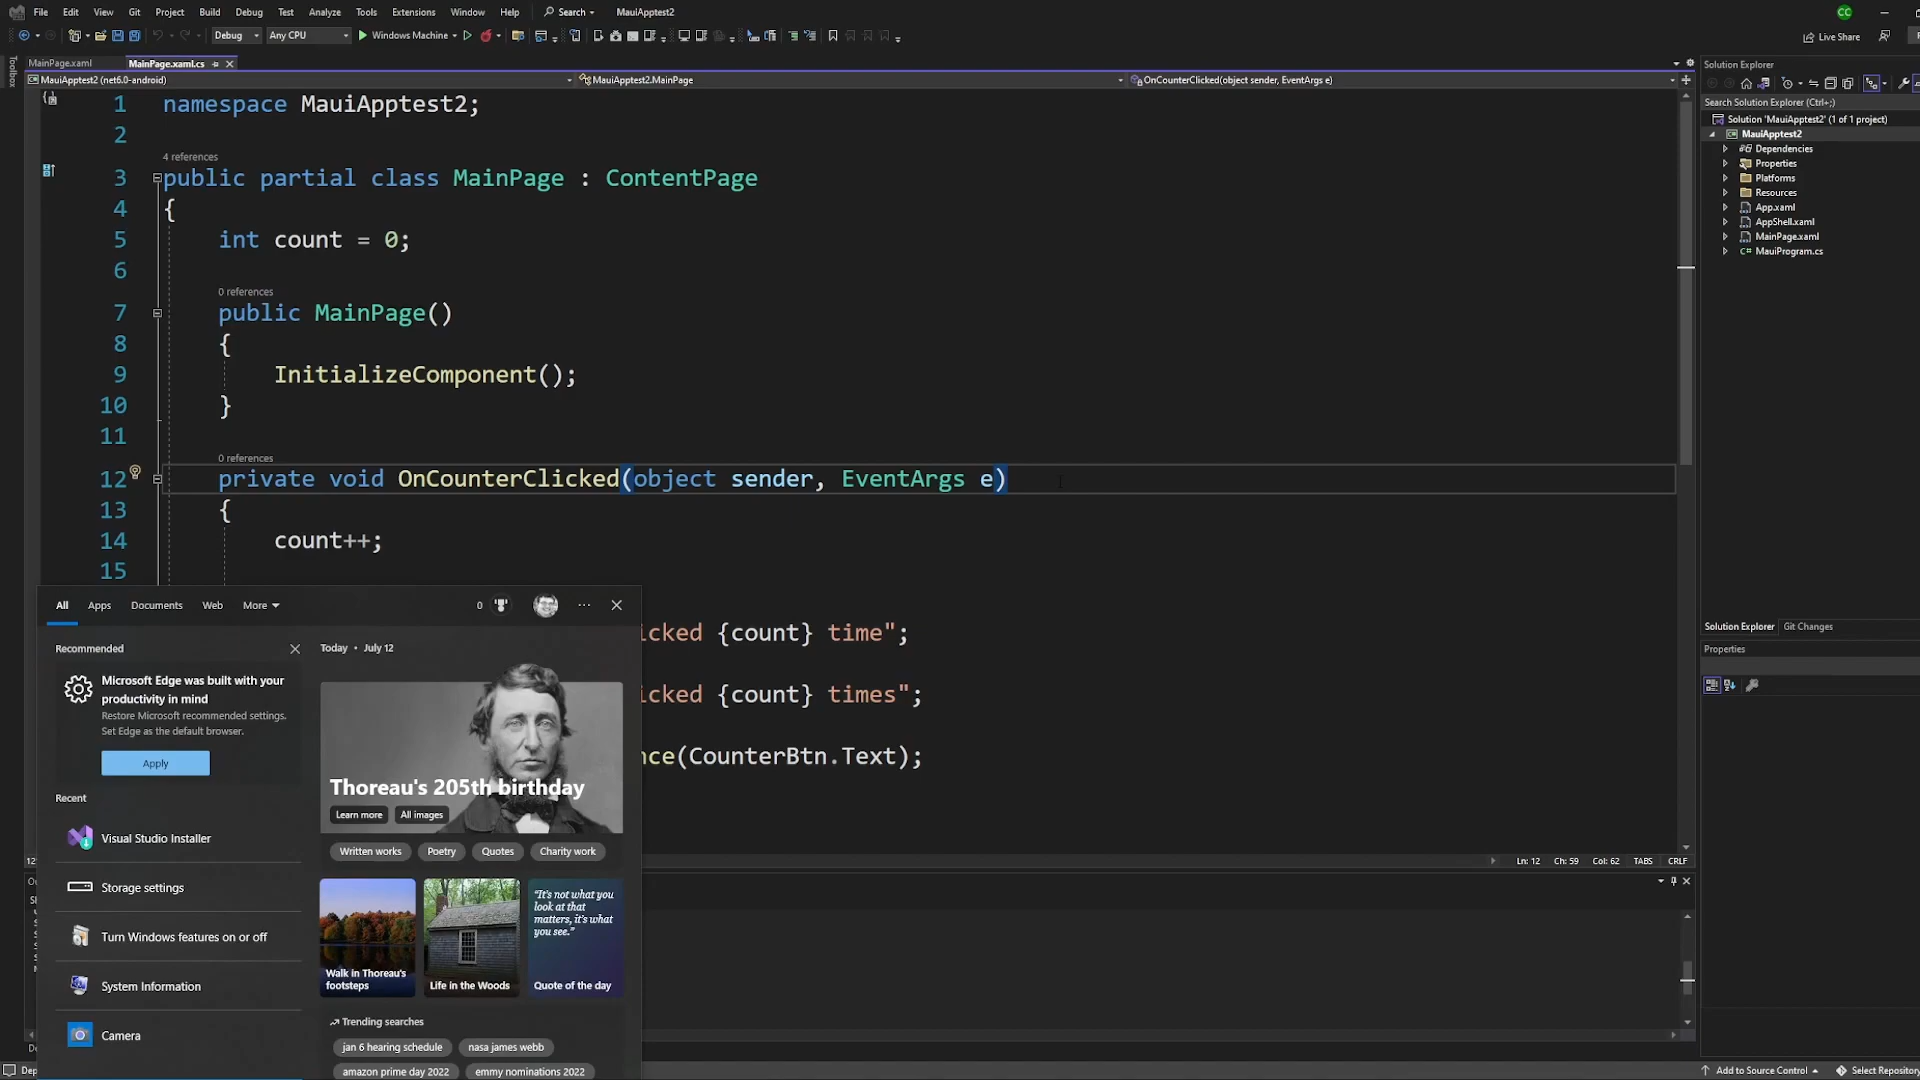 File Edit View Git Project Build Debug Test Analyze Tools Extensions Window Help Search MauiApptest2 CC
Debug Any CPU Windows Machine Live Share
MainPage.xaml MainPage.xaml.cs
MauiApptest2 (net6.0-android) MauiApptest2.MainPage OnCounterClicked(object sender, EventArgs e)
Toolbox
1 namespace MauiApptest2;
2
4 references
3 public partial class MainPage : ContentPage
4 {
5 int count = 0;
6
0 references
7 public MainPage()
8 {
9 InitializeComponent();
10 }
11
0 references
12 private void OnCounterClicked(object sender, EventArgs e)
13 {
14 count++;
15
icked {count} time";
icked {count} times";
nce(CounterBtn.Text);
Ln: 12 Ch: 59 Col: 62 TABS CRLF
All Apps Documents Web More 0
Recommended
Microsoft Edge was built with your
productivity in mind
Restore Microsoft recommended settings.
Set Edge as the default browser.
Apply
Recent
Visual Studio Installer
Storage settings
Turn Windows features on or off
System Information
Camera
Today • July 12
Thoreau's 205th birthday
Learn more All images
Written works Poetry Quotes Charity work
Walk in Thoreau's
footsteps
Life in the Woods
"It's not what you
look at that
matters, it's what
you see."
Quote of the day
Trending searches
jan 6 hearing schedule nasa james webb
amazon prime day 2022 emmy nominations 2022
Solution Explorer
Search Solution Explorer (Ctrl+;)
Solution 'MauiApptest2' (1 of 1 project)
MauiApptest2
Dependencies
Properties
Platforms
Resources
App.xaml
AppShell.xaml
MainPage.xaml
C# MauiProgram.cs
Solution Explorer Git Changes
Properties
Add to Source Control Select Repository